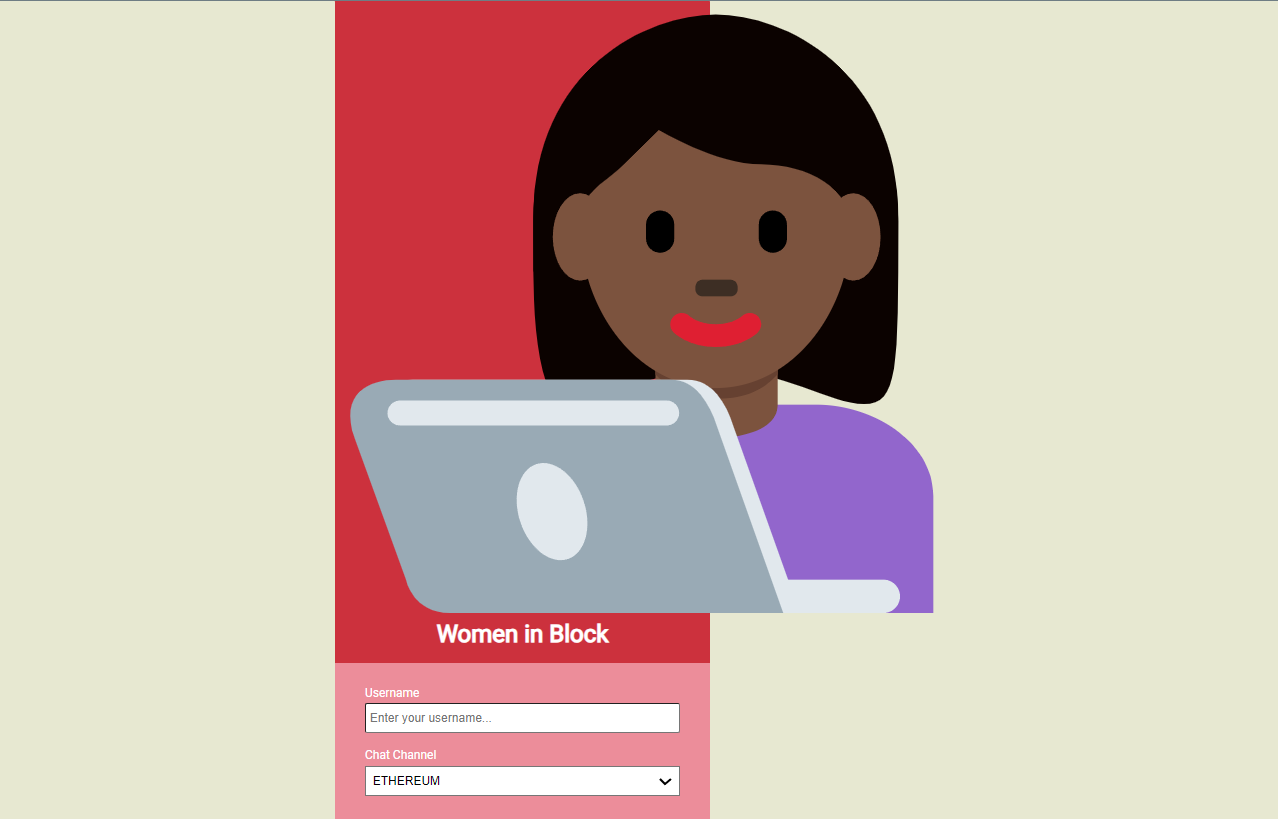 Women in Block
Username
Enter your username...
Chat Channel
ETHEREUM